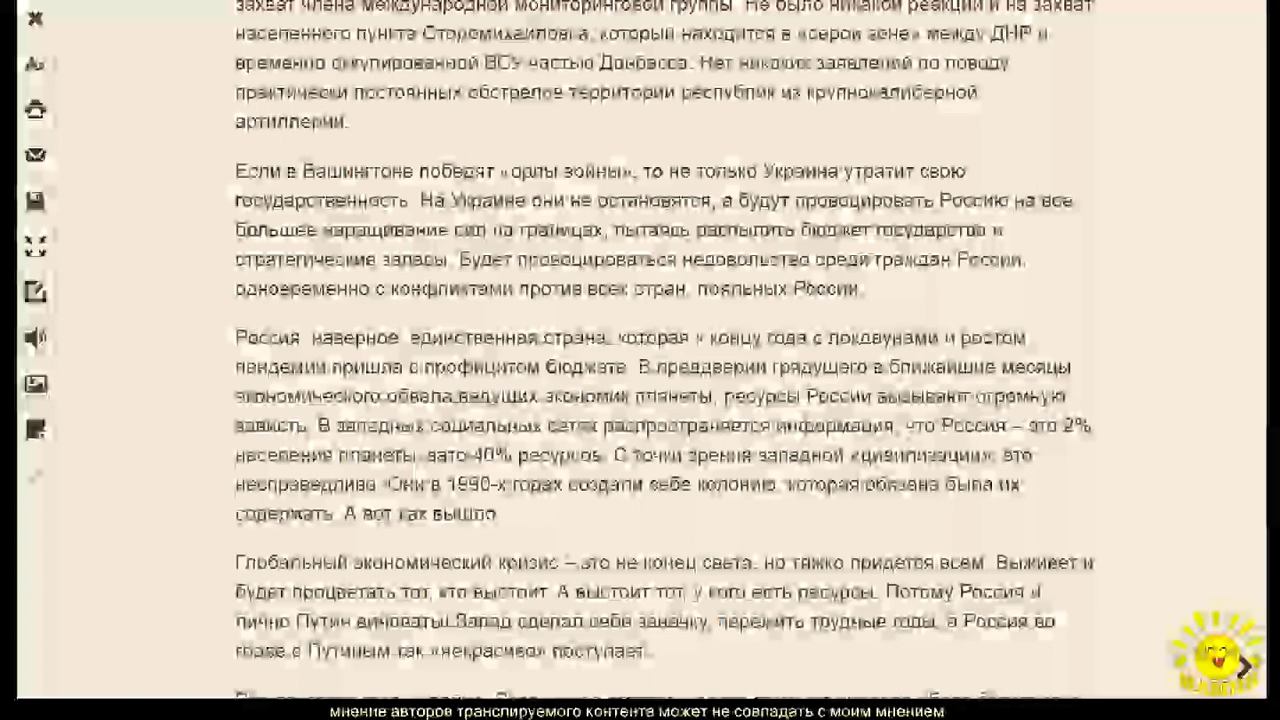 захват члена международной мониторинговой группы. Не было никакой реакции и на захват
населенного пункта Старомихайловка, который находится в «серой зоне» между ДНР и
временно оккупированной ВСУ частью Донбасса. Нет никаких заявлений по поводу
практически постоянных обстрелов территории республик из крупнокалиберной
артиллерии.
Если в Вашингтоне победят «орлы войны», то не только Украина утратит свою
государственность. На Украине они не остановятся, а будут провоцировать Россию на все
большее наращивание сил на границах, пытаясь распылить бюджет государства и
стратегические запасы. Будет провоцироваться недовольство среди граждан России,
одновременно с конфликтами против всех стран, лояльных России.
Россия, наверное, единственная страна, которая к концу года с локдаунами и ростом
пандемии пришла с профицитом бюджета. В преддверии грядущего в ближайшие месяцы
экономического обвала ведущих экономик планеты, ресурсы России вызывают огромную
зависть. В западных социальных сетях распространяется информация, что Россия – это 2%
населения планеты, зато 40% ресурсов. С точки зрения западной «цивилизации», это
несправедливо. Они в 1990-х годах создали себе колонию, которая обязана была их
содержать. А вот как вышло.
Глобальный экономический кризис – это не конец света, но тяжко придется всем. Выживет и
будет процветать тот, кто выстоит. А выстоит тот, у кого есть ресурсы. Потому Россия и
лично Путин виноваты! Запад сделал себе заначку, пережить трудные годы, а Россия во
главе с Путиным так «некрасиво» поступает.
мнение авторов транслируемого контента может не совпадать с моим мнением